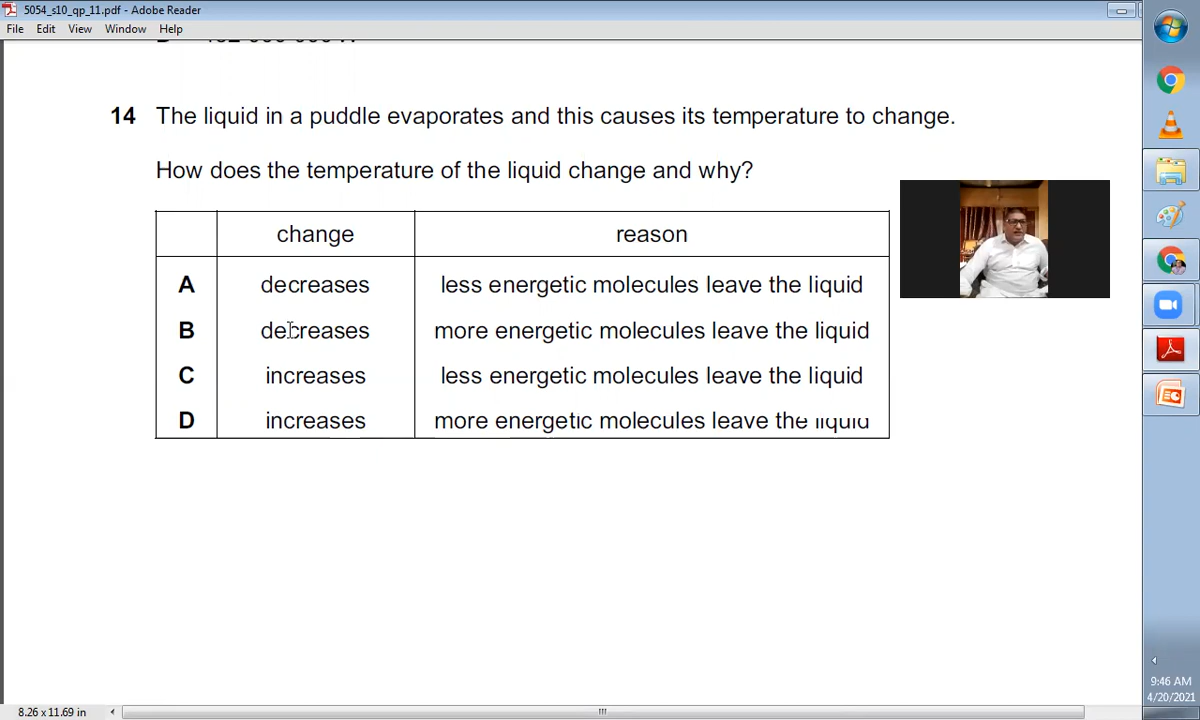 5054_s10_qp_11.pdf - Adobe Reader
File Edit View Window Help
14 The liquid in a puddle evaporates and this causes its temperature to change.
How does the temperature of the liquid change and why?
change reason
A decreases less energetic molecules leave the liquid
B decreases more energetic molecules leave the liquid
C increases less energetic molecules leave the liquid
D increases more energetic molecules leave the liquid
8.26 x 11.69 in
9:46 AM
4/20/2021